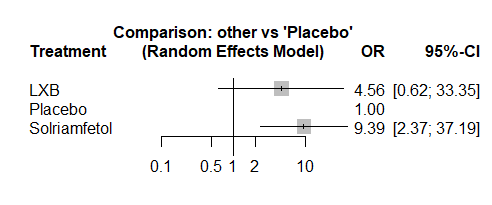 Comparison: other vs 'Placebo'
Treatment (Random Effects Model) OR 95%-CI
LXB 4.56 [0.62; 33.35]
Placebo 1.00
Solriamfetol 9.39 [2.37; 37.19]
0.1 0.5 1 2 10